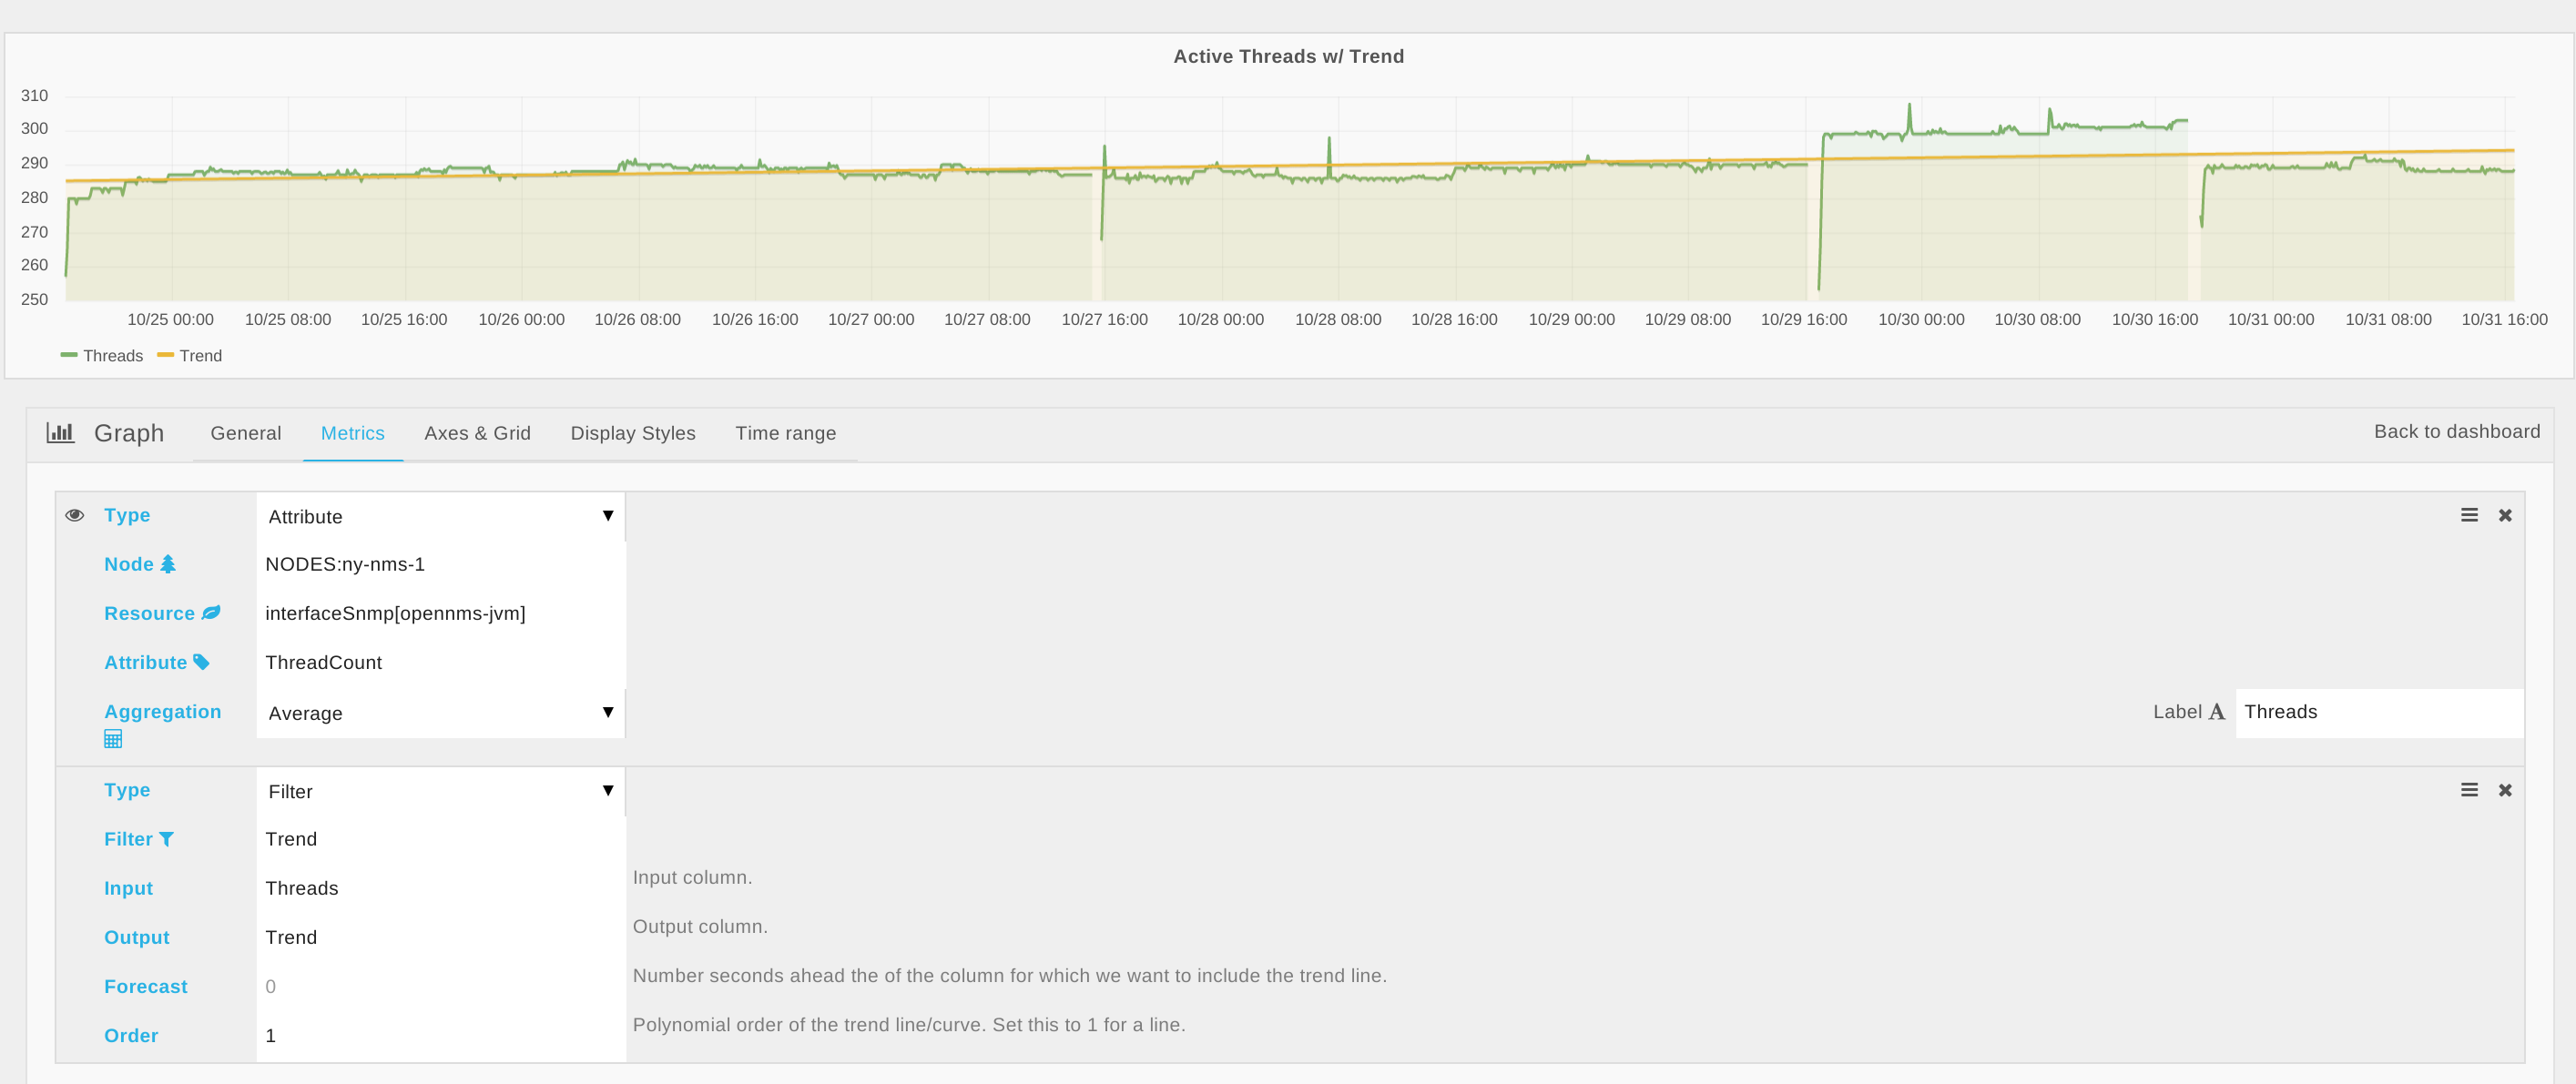 Active Threads w/ Trend
310
300
290
280
270
260
250
10/25 00:00 10/25 08:00 10/25 16:00 10/26 00:00 10/26 08:00 10/26 16:00 10/27 00:00 10/27 08:00 10/27 16:00 10/28 00:00 10/28 08:00 10/28 16:00 10/29 00:00 10/29 08:00 10/29 16:00 10/30 00:00 10/30 08:00 10/30 16:00 10/31 00:00 10/31 08:00 10/31 16:00
Threads Trend
Graph General Metrics Axes & Grid Display Styles Time range Back to dashboard
Type Attribute
Node NODES:ny-nms-1
Resource interfaceSnmp[opennms-jvm]
Attribute ThreadCount
Aggregation Average Label A Threads
Type Filter
Filter Trend
Input Threads Input column.
Output Trend Output column.
Forecast 0 Number seconds ahead the of the column for which we want to include the trend line.
Order 1 Polynomial order of the trend line/curve. Set this to 1 for a line.